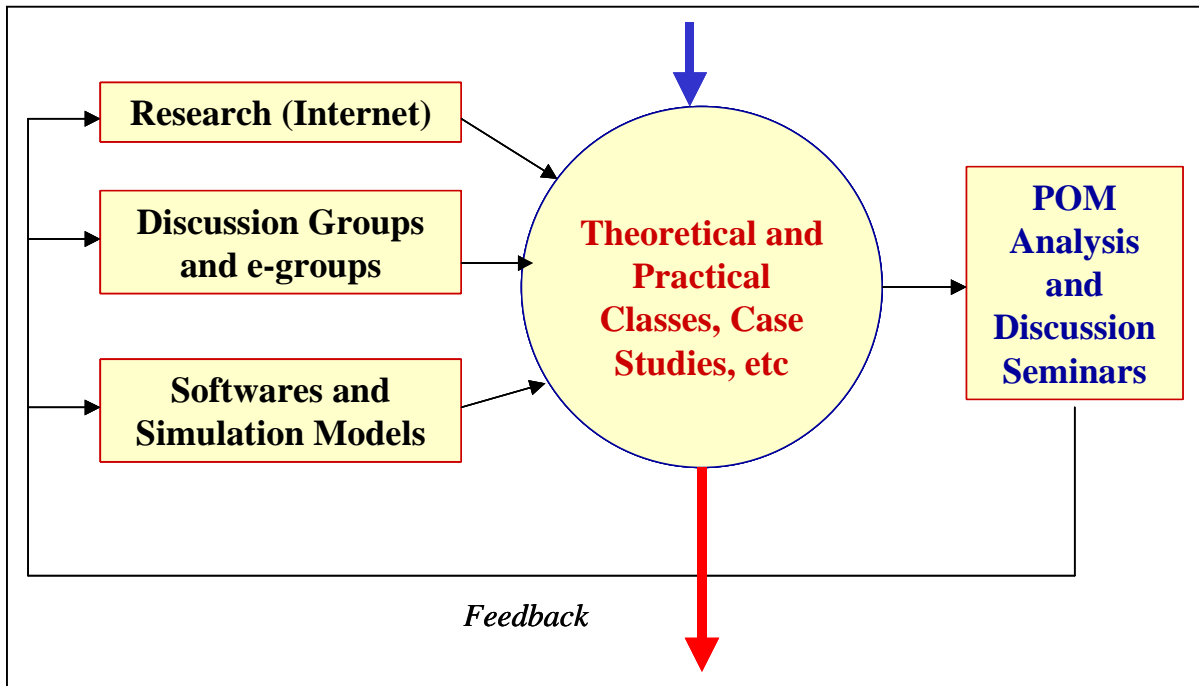 Research (Internet)
Discussion Groups
and e-groups
Softwares and
Simulation Models
Theoretical and
Practical
Classes, Case
Studies, etc
POM
Analysis
and
Discussion
Seminars
Feedback